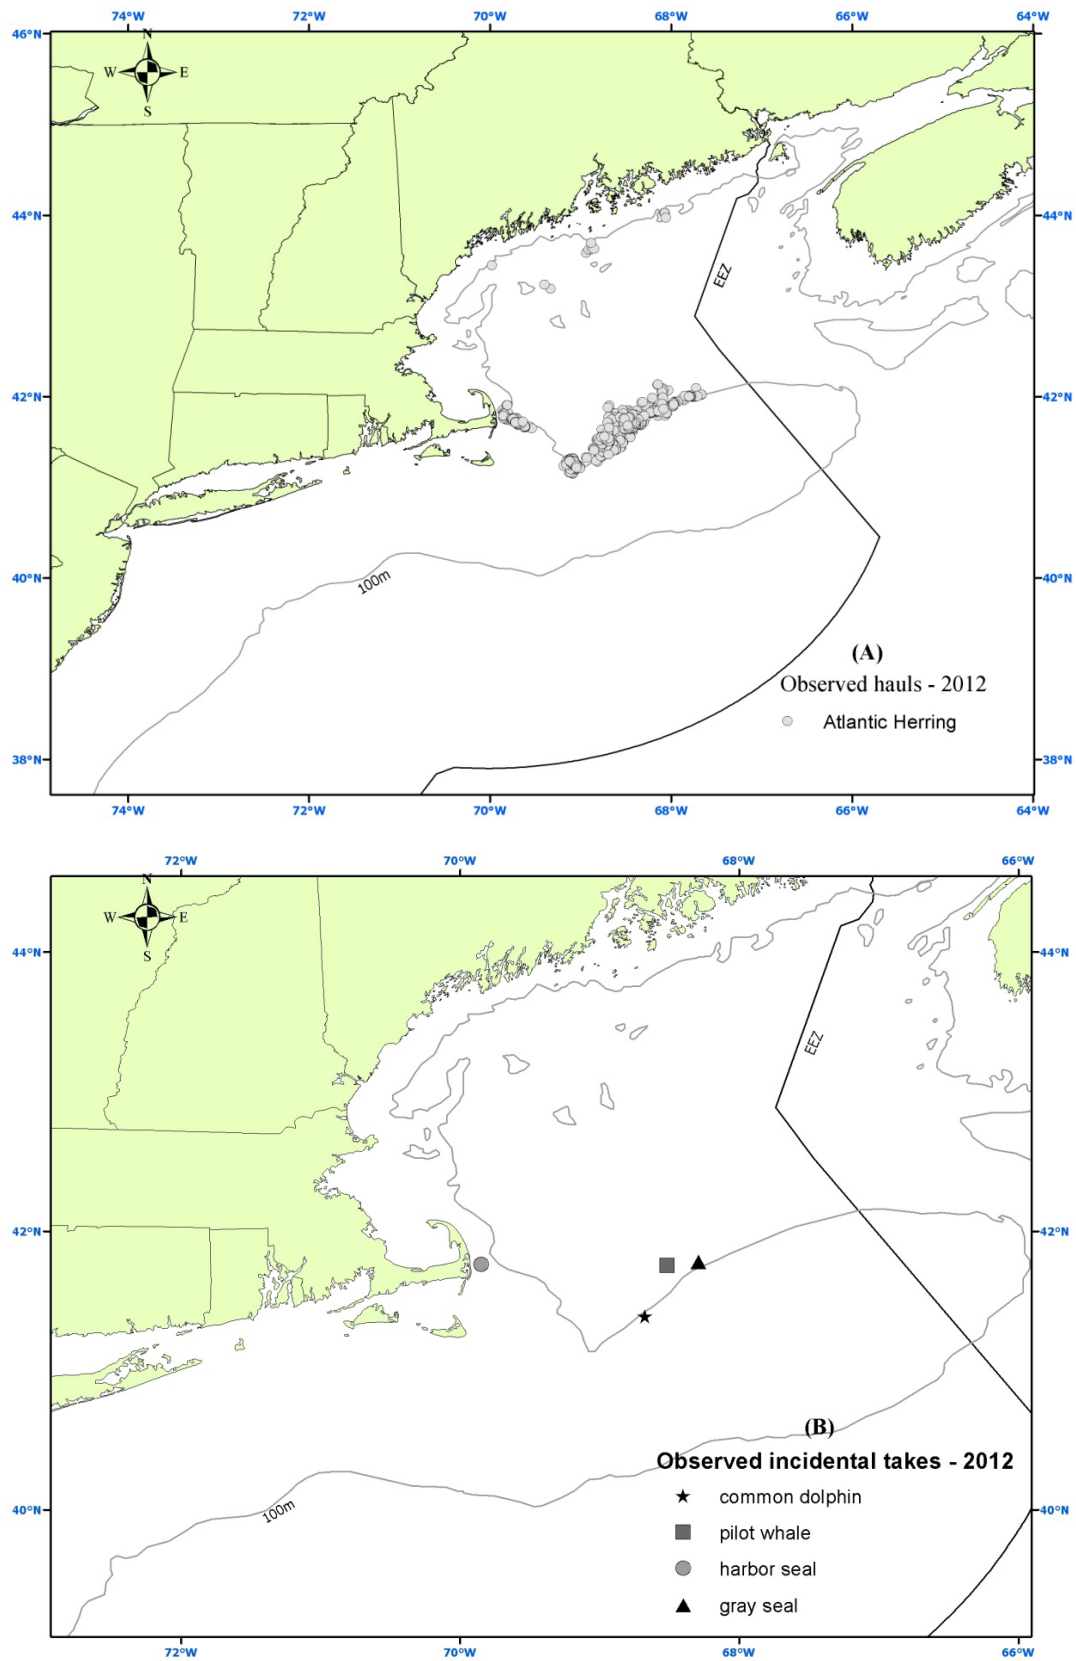 74°W 72°W 70°W 68°W 66°W 64°W
46°N
N
W E
S
44°N 44°N
EEZ
42°N 42°N
40°N 40°N
100m
(A)
Observed hauls - 2012
Atlantic Herring
38°N 38°N
74°W 72°W 70°W 68°W 66°W 64°W
72°W 70°W 68°W 66°W
N
W E
S
44°N 44°N
EEZ
42°N 42°N
(B)
Observed incidental takes - 2012
common dolphin
40°N 40°N
100m
pilot whale
harbor seal
gray seal
72°W 70°W 68°W 66°W